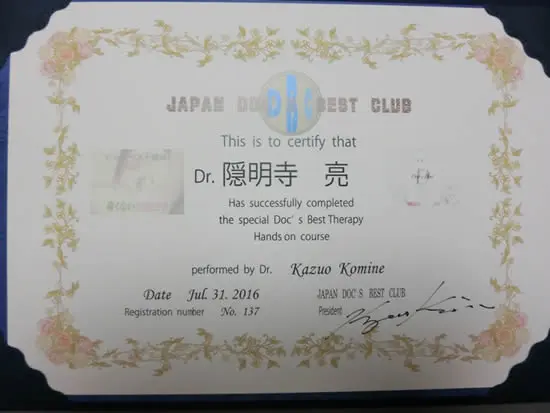 JAPAN DOC'S BEST CLUB
This is to certify that
Dr. 隠明寺 亮
Has successfully completed
the special Doc's Best Therapy
Hands on course
performed by Dr. Kazuo Komine
Date Jul. 31. 2016
Registration number No. 137
JAPAN DOC'S BEST CLUB
President